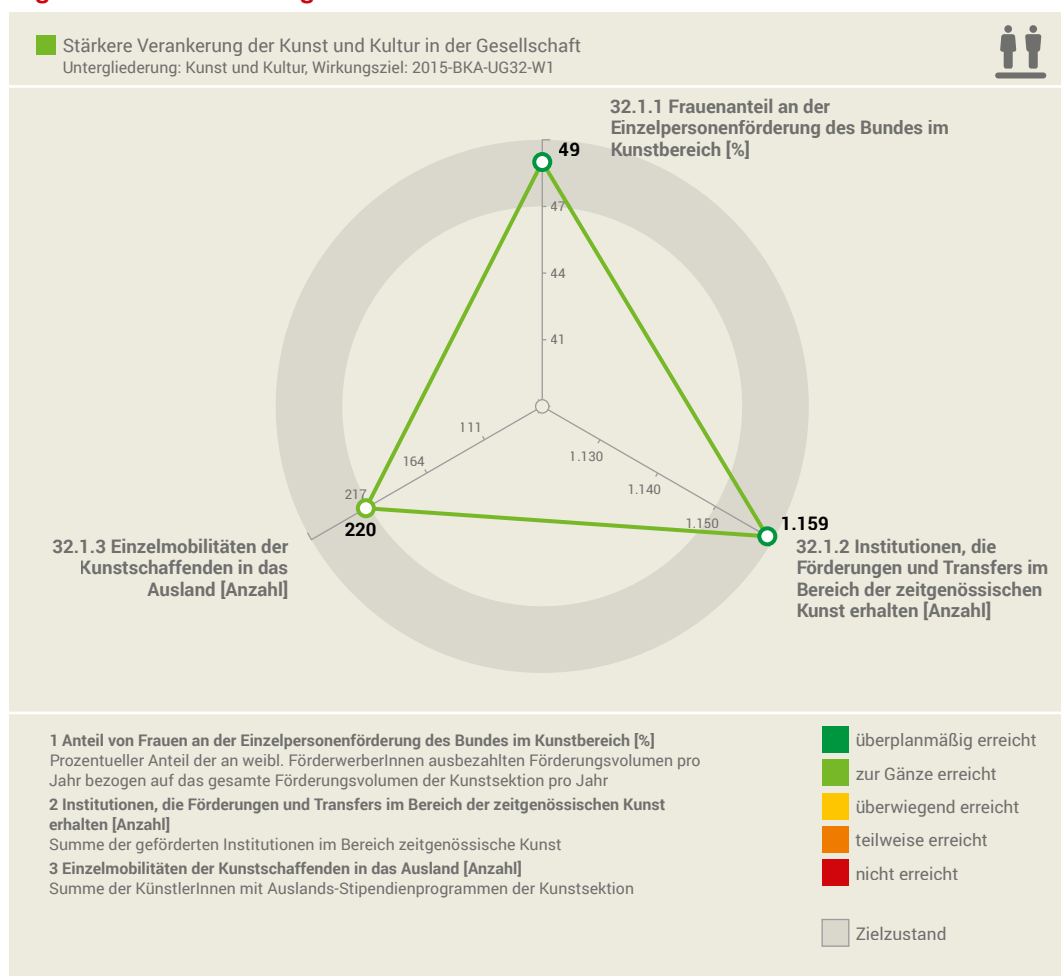 Stärkere Verankerung der Kunst und Kultur in der Gesellschaft
Untergliederung: Kunst und Kultur, Wirkungsziel: 2015-BKA-UG32-W1
32.1.1 Frauenanteil an der
Einzelpersonenförderung des Bundes im
Kunstbereich [%]
49
47
44
41
111
164
217
220
1.130
1.140
1.150
1.159
32.1.3 Einzelmobilitäten der
Kunstschaffenden in das
Ausland [Anzahl]
32.1.2 Institutionen, die
Förderungen und Transfers im
Bereich der zeitgenössischen
Kunst erhalten [Anzahl]
1 Anteil von Frauen an der Einzelpersonenförderung des Bundes im Kunstbereich [%]
Prozentueller Anteil der an weibl. FörderwerberInnen ausbezahlten Förderungsvolumen pro
Jahr bezogen auf das gesamte Förderungsvolumen der Kunstsektion pro Jahr
2 Institutionen, die Förderungen und Transfers im Bereich der zeitgenössischen Kunst
erhalten [Anzahl]
Summe der geförderten Institutionen im Bereich zeitgenössische Kunst
3 Einzelmobilitäten der Kunstschaffenden in das Ausland [Anzahl]
Summe der KünstlerInnen mit Auslands-Stipendienprogrammen der Kunstsektion
überplanmäßig erreicht
zur Gänze erreicht
überwiegend erreicht
teilweise erreicht
nicht erreicht
Zielzustand